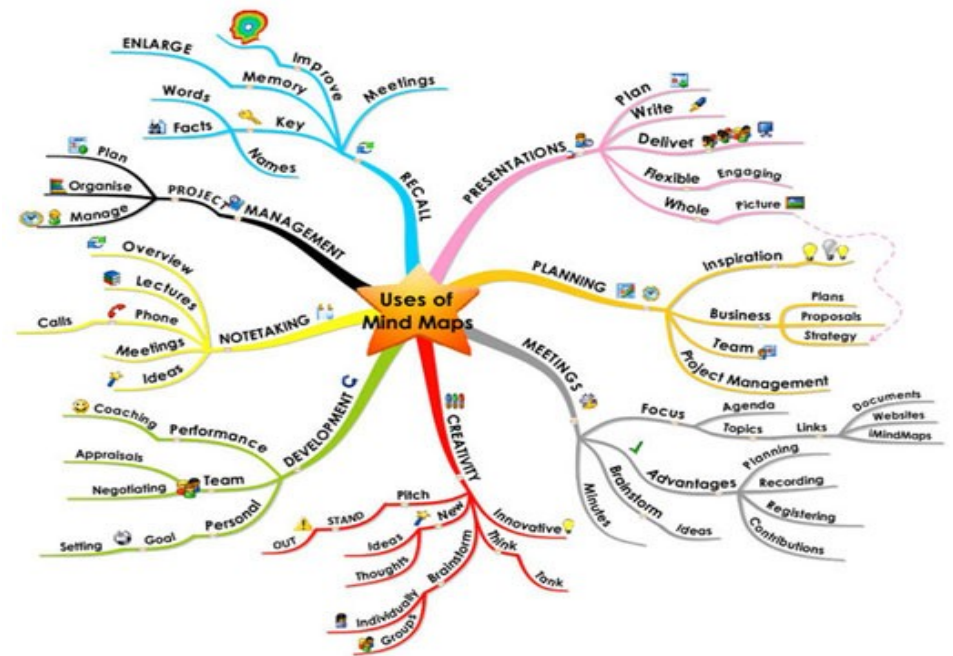 Uses of
Mind Maps
RECALL
Improve
Memory
ENLARGE
Key
Words
Facts
Names
Meetings
PRESENTATIONS
Plan
Write
Deliver
Flexible
Engaging
Whole
Picture
PLANNING
Inspiration
Business
Plans
Proposals
Strategy
Team
Project Management
MEETINGS
Focus
Agenda
Topics
Links
Documents
Websites
iMindMaps
Advantages
Planning
Recording
Registering
Contributions
Brainstorm
Ideas
Minutes
CREATIVITY
Innovative
Think
Tank
Brainstorm
Individually
Groups
New
Ideas
Thoughts
Pitch
STAND
OUT
DEVELOPMENT
Performance
Coaching
Team
Appraisals
Negotiating
Personal
Goal
Setting
NOTETAKING
Overview
Lectures
Phone
Calls
Meetings
Ideas
MANAGEMENT
PROJECT
Plan
Organise
Manage